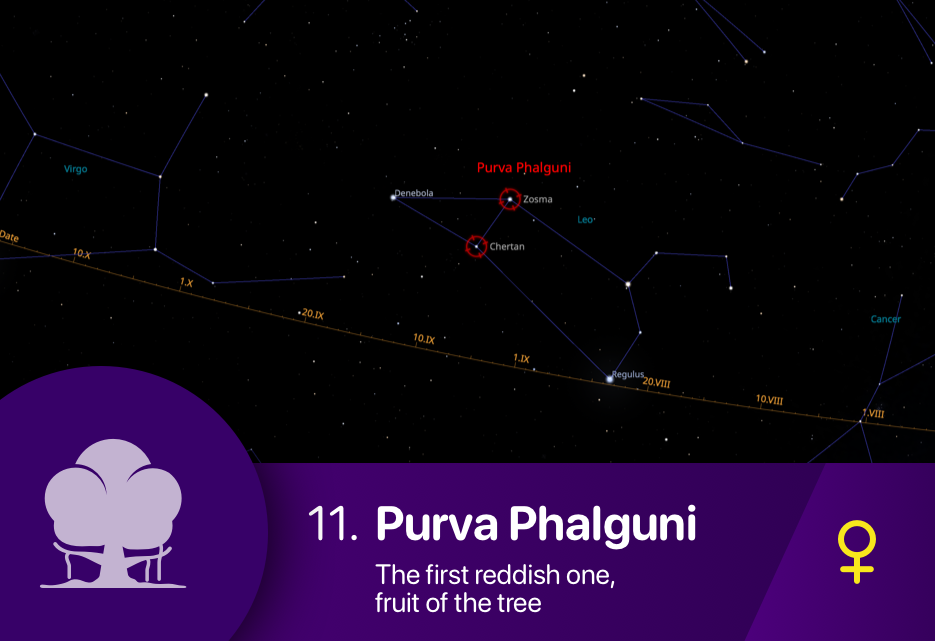 Purva Phalguni
Virgo
Denebola
Zosma
Leo
Chertan
Date
10.X
1.X
20.IX
10.IX
1.IX
Regulus
20.VIII
10.VIII
1.VIII
Cancer
11. Purva Phalguni
The first reddish one,
fruit of the tree